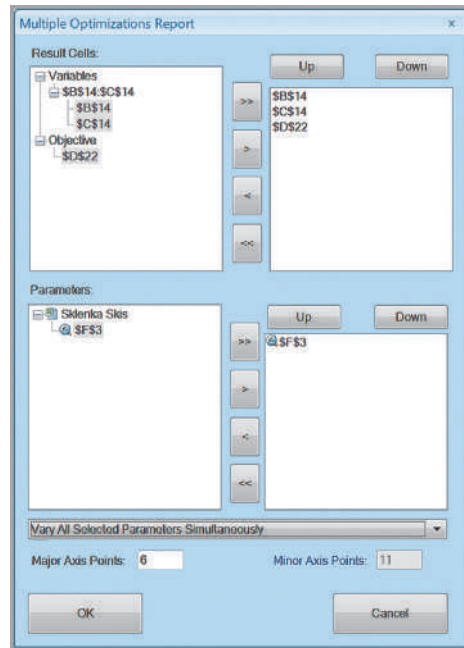 Multiple Optimizations Report x
Result Cells:
Up Down
Variables
$B$14:$C$14
$B$14
$C$14
Objective
$D$22
>>
>
<
<<
$B$14
$C$14
$D$22
Parameters:
Up Down
Sklenka Skis
$F$3
>>
>
<
<<
$F$3
Vary All Selected Parameters Simultaneously
Major Axis Points: 6 Minor Axis Points: 11
OK Cancel